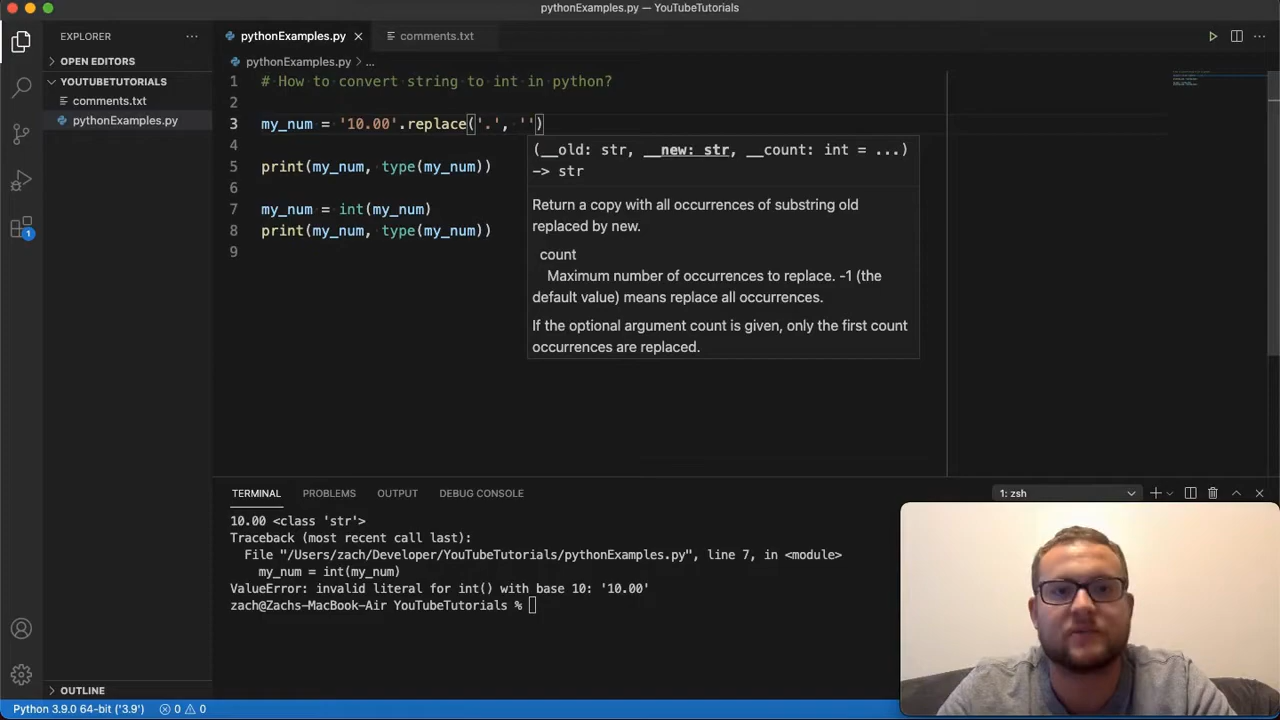 pythonExamples.py — YouTubeTutorials
EXPLORER
pythonExamples.py
comments.txt
OPEN EDITORS
pythonExamples.py > ...
YOUTUBETUTORIALS
comments.txt
pythonExamples.py
1 # How to convert string to int in python?
2
3 my_num = '10.00'.replace('.', '')
4
5 print(my_num, type(my_num))
6
7 my_num = int(my_num)
8 print(my_num, type(my_num))
9
(__old: str, __new: str, __count: int = ...)
-> str
Return a copy with all occurrences of substring old
replaced by new.
count
Maximum number of occurrences to replace. -1 (the
default value) means replace all occurrences.
If the optional argument count is given, only the first count
occurrences are replaced.
1
TERMINAL PROBLEMS OUTPUT DEBUG CONSOLE
1: zsh
10.00 <class 'str'>
Traceback (most recent call last):
File "/Users/zach/Developer/YouTubeTutorials/pythonExamples.py", line 7, in <module>
my_num = int(my_num)
ValueError: invalid literal for int() with base 10: '10.00'
zach@Zachs-MacBook-Air YouTubeTutorials %
OUTLINE
Python 3.9.0 64-bit ('3.9') 0 0